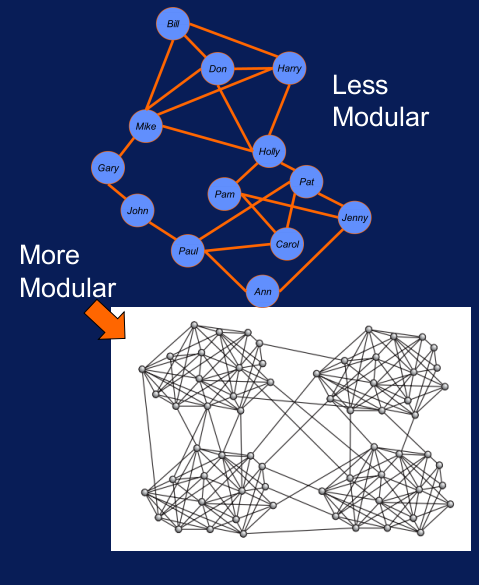 Bill
Don
Harry
Less
Modular
Mike
Holly
Gary
Pat
Pam
John
Jenny
Carol
Paul
More
Modular
Ann